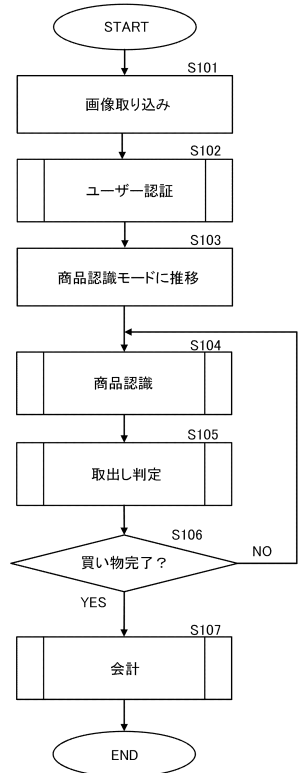 START
S101
画像取り込み
S102
ユーザー認証
S103
商品認識モードに推移
S104
商品認識
S105
取出し判定
S106
買い物完了？
NO
YES
S107
会計
END